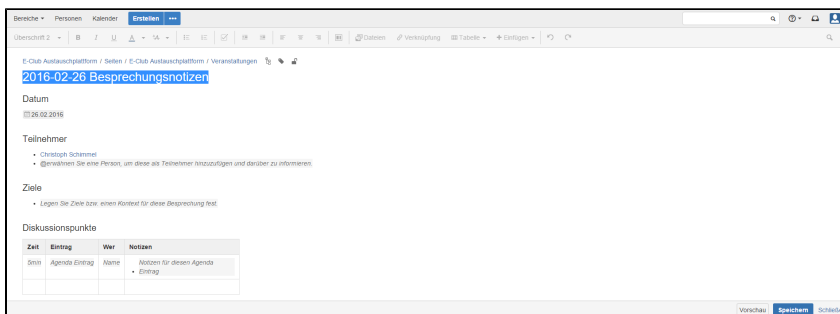 Bereiche Personen Kalender Erstellen •••
Überschrift 2 B I U A ᴬA Dateien Verknüpfung Tabelle + Einfügen
E-Club Austauschplattform / Seiten / E-Club Austauschplattform / Veranstaltungen
2016-02-26 Besprechungsnotizen
Datum
26.02.2016
Teilnehmer
• Christoph Schimmel
• @erwähnen Sie eine Person, um diese als Teilnehmer hinzuzufügen und darüber zu informieren.
Ziele
• Legen Sie Ziele bzw. einen Kontext für diese Besprechung fest.
Diskussionspunkte
Zeit Eintrag Wer Notizen
5min Agenda Eintrag Name Notizen für diesen Agenda
• Eintrag
Vorschau Speichern Schließe